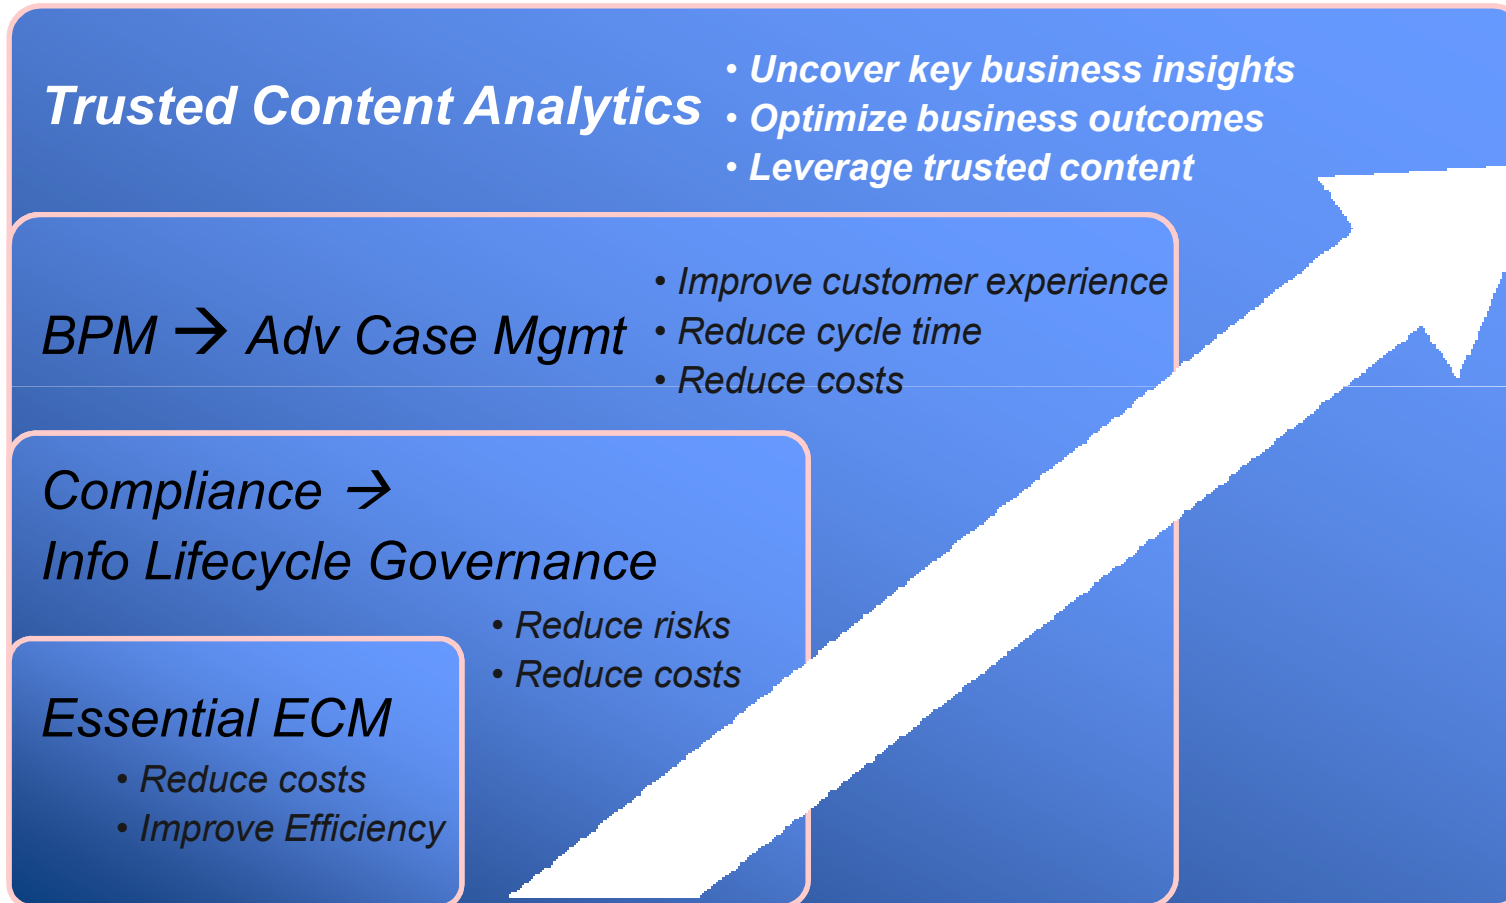 Trusted Content Analytics
• Uncover key business insights
• Optimize business outcomes
• Leverage trusted content
BPM → Adv Case Mgmt
• Improve customer experience
• Reduce cycle time
• Reduce costs
Compliance →
Info Lifecycle Governance
• Reduce risks
• Reduce costs
Essential ECM
• Reduce costs
• Improve Efficiency